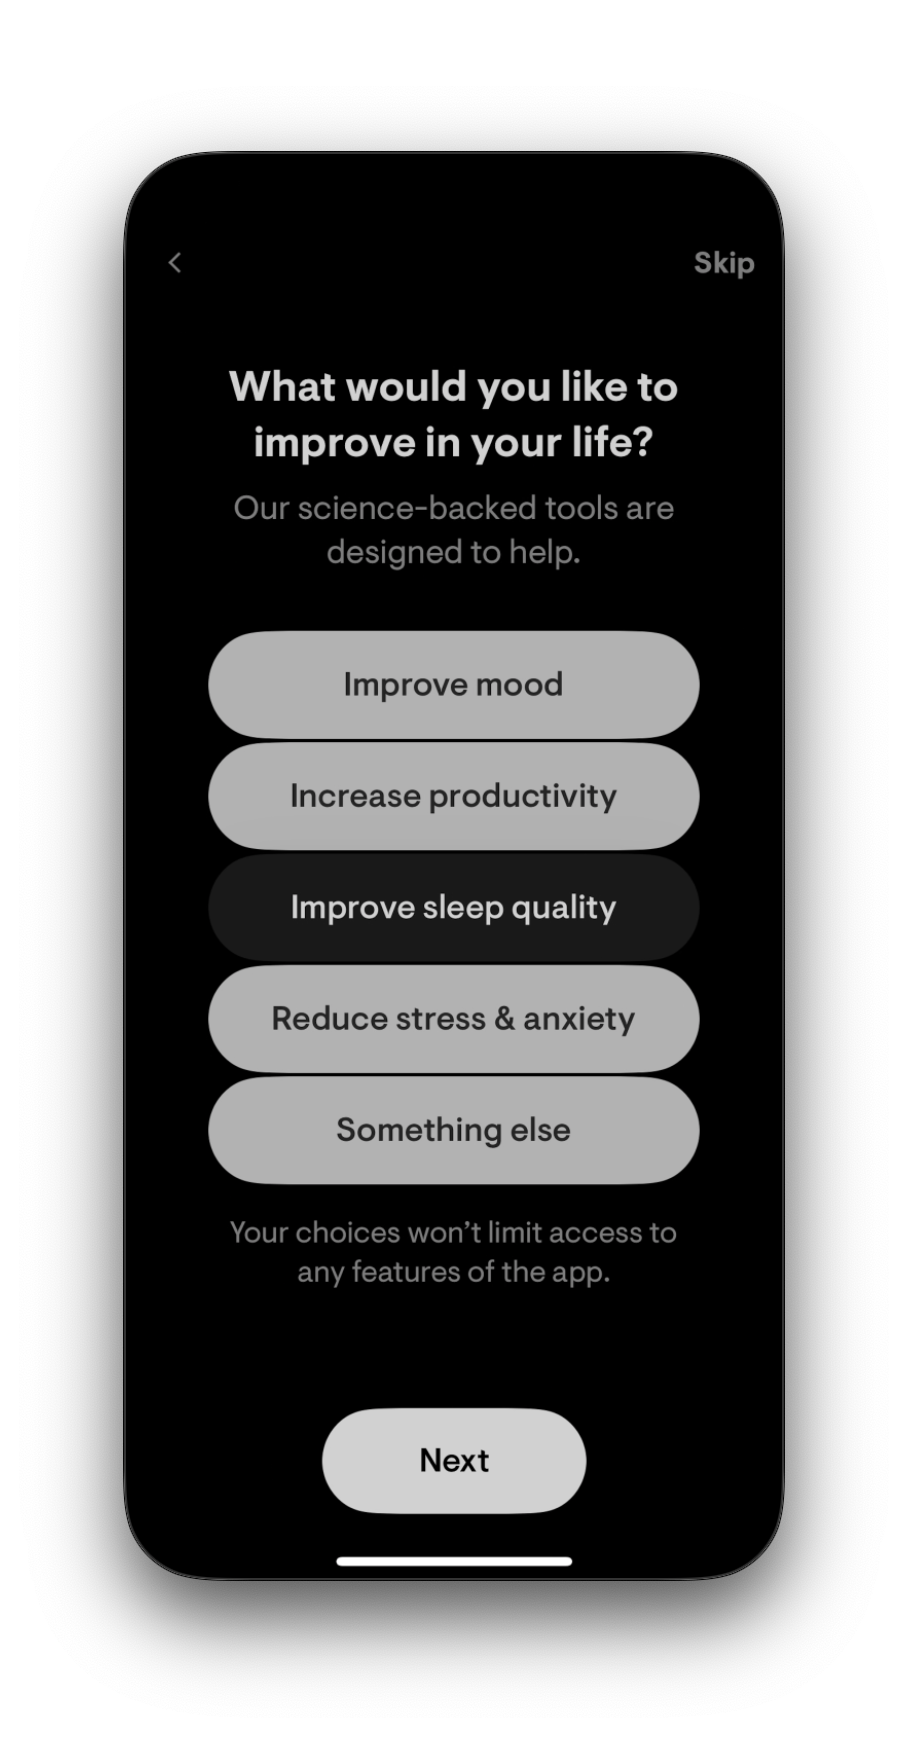 Skip
What would you like to
improve in your life?
Our science-backed tools are
designed to help.
Improve mood
Increase productivity
Improve sleep quality
Reduce stress & anxiety
Something else
Your choices won’t limit access to
any features of the app.
Next